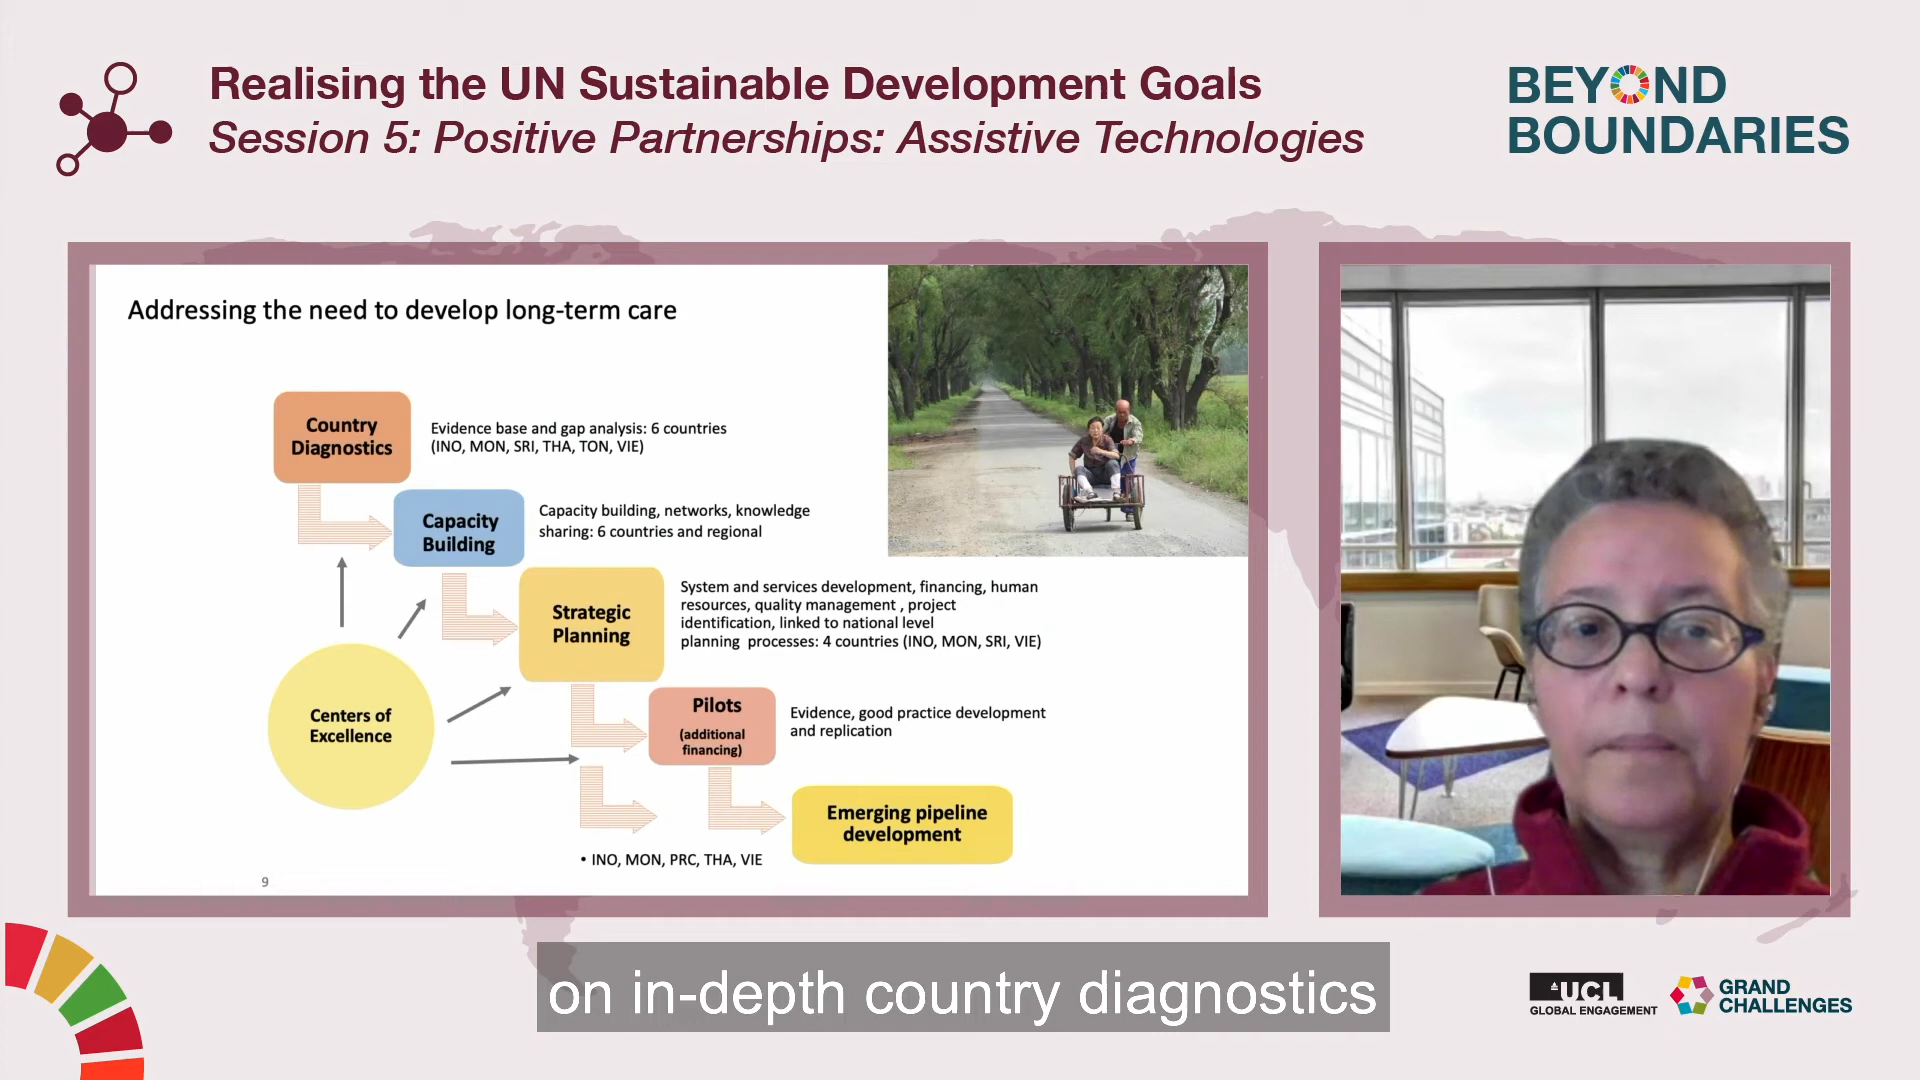 Realising the UN Sustainable Development Goals
Session 5: Positive Partnerships: Assistive Technologies
BEYOND
BOUNDARIES
Addressing the need to develop long-term care
Country
Diagnostics
Evidence base and gap analysis: 6 countries
(INO, MON, SRI, THA, TON, VIE)
Capacity
Building
Capacity building, networks, knowledge
sharing: 6 countries and regional
Strategic
Planning
System and services development, financing, human
resources, quality management , project
identification, linked to national level
planning processes: 4 countries (INO, MON, SRI, VIE)
Centers of
Excellence
Pilots
(additional
financing)
Evidence, good practice development
and replication
Emerging pipeline
development
• INO, MON, PRC, THA, VIE
9
on in-depth country diagnostics
UCL
GLOBAL ENGAGEMENT
GRAND
CHALLENGES